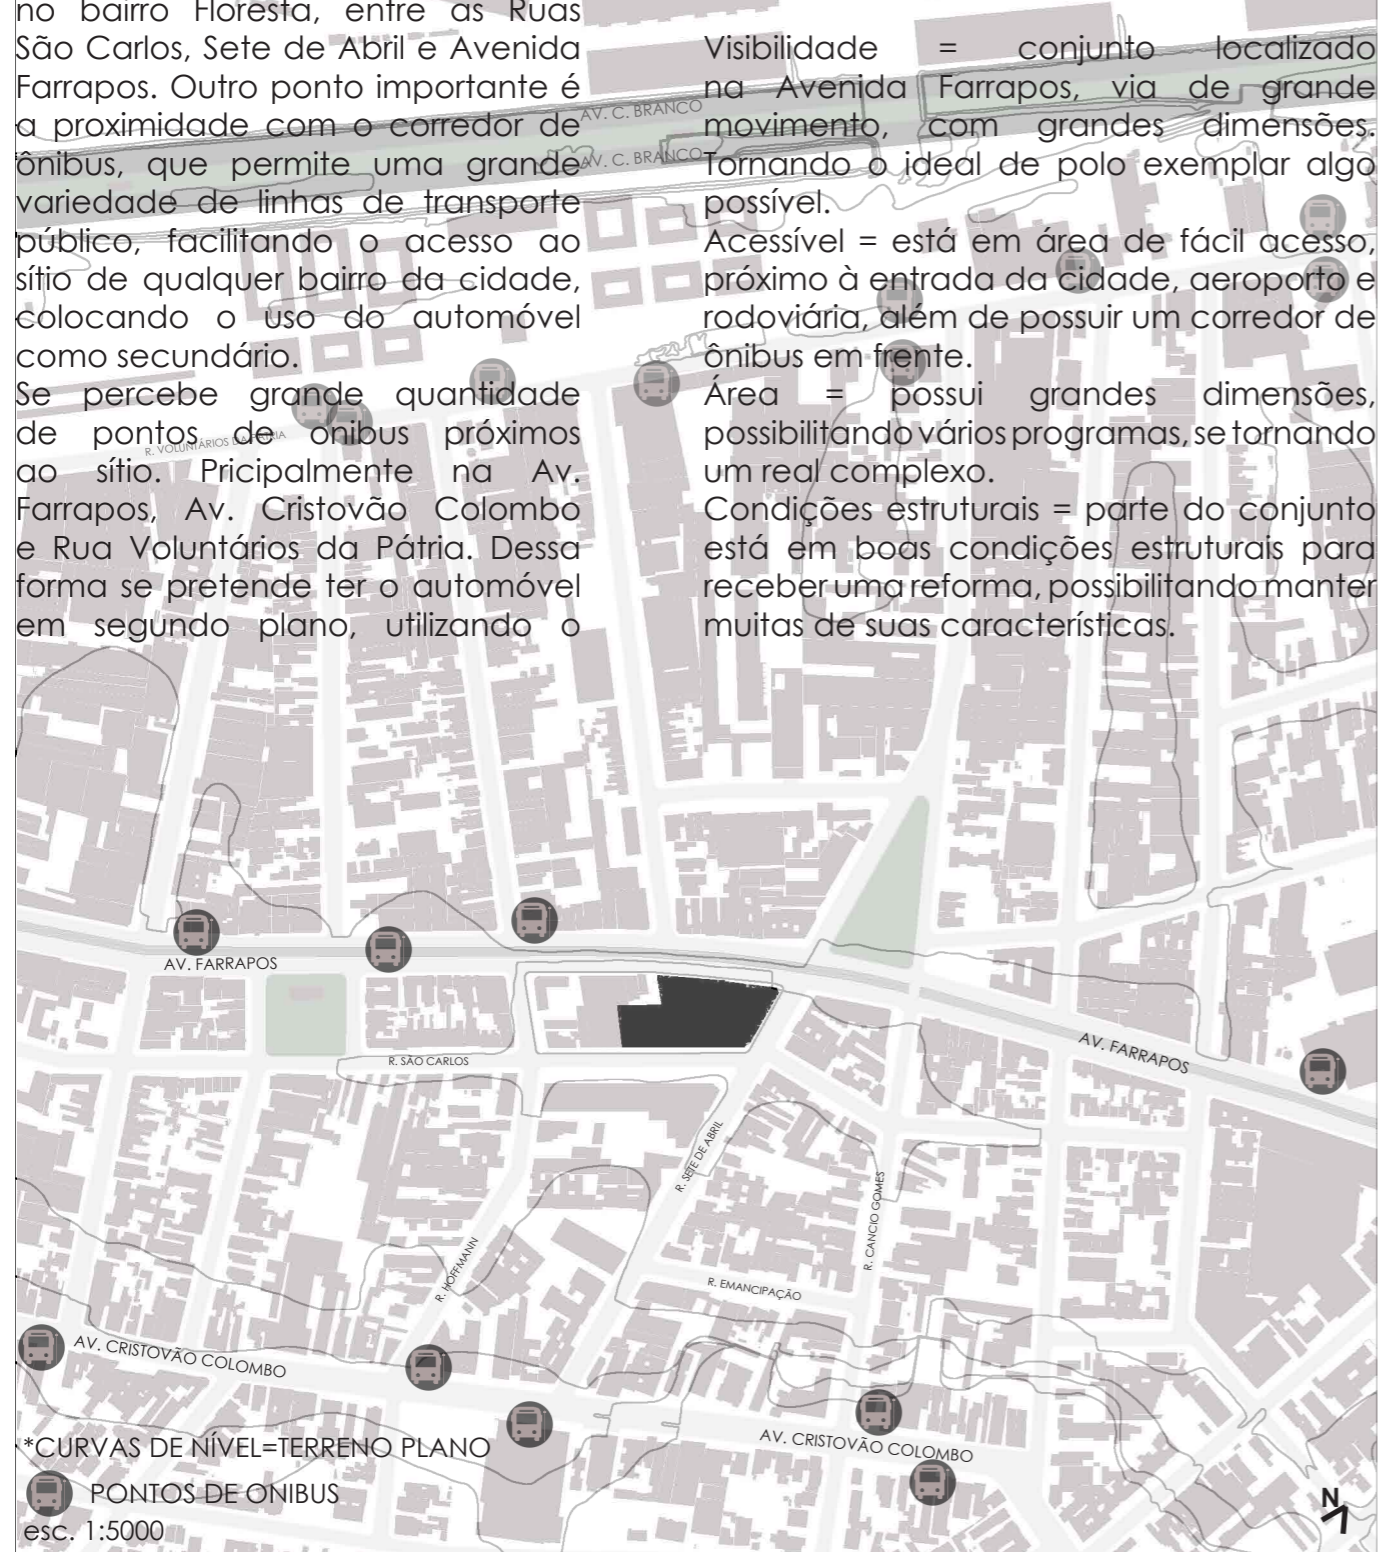 no bairro Floresta, entre as Ruas
São Carlos, Sete de Abril e Avenida
Farrapos. Outro ponto importante é
a proximidade com o corredor de
ônibus, que permite uma grande
variedade de linhas de transporte
público, facilitando o acesso ao
sítio de qualquer bairro da cidade,
colocando o uso do automóvel
como secundário.
Se percebe grande quantidade
de pontos de ônibus próximos
ao sítio. Pricipalmente na Av.
Farrapos, Av. Cristovão Colombo
e Rua Voluntários da Pátria. Dessa
forma se pretende ter o automóvel
em segundo plano, utilizando o
Visibilidade = conjunto localizado
na Avenida Farrapos, via de grande
movimento, com grandes dimensões.
Tornando o ideal de polo exemplar algo
possível.
Acessível = está em área de fácil acesso,
próximo à entrada da cidade, aeroporto e
rodoviária, além de possuir um corredor de
ônibus em frente.
Área = possui grandes dimensões,
possibilitando vários programas, se tornando
um real complexo.
Condições estruturais = parte do conjunto
está em boas condições estruturais para
receber uma reforma, possibilitando manter
muitas de suas características.
AV. C. BRANCO
AV. C. BRANCO
R. VOLUNTÁRIOS DA PÁTRIA
AV. FARRAPOS
R. SÃO CARLOS
AV. FARRAPOS
R. SETE DE ABRIL
R. CANCIO GOMES
R. HOFFMANN
R. EMANCIPAÇÃO
AV. CRISTOVÃO COLOMBO
AV. CRISTOVÃO COLOMBO
*CURVAS DE NÍVEL=TERRENO PLANO
PONTOS DE ONIBUS
esc. 1:5000
N